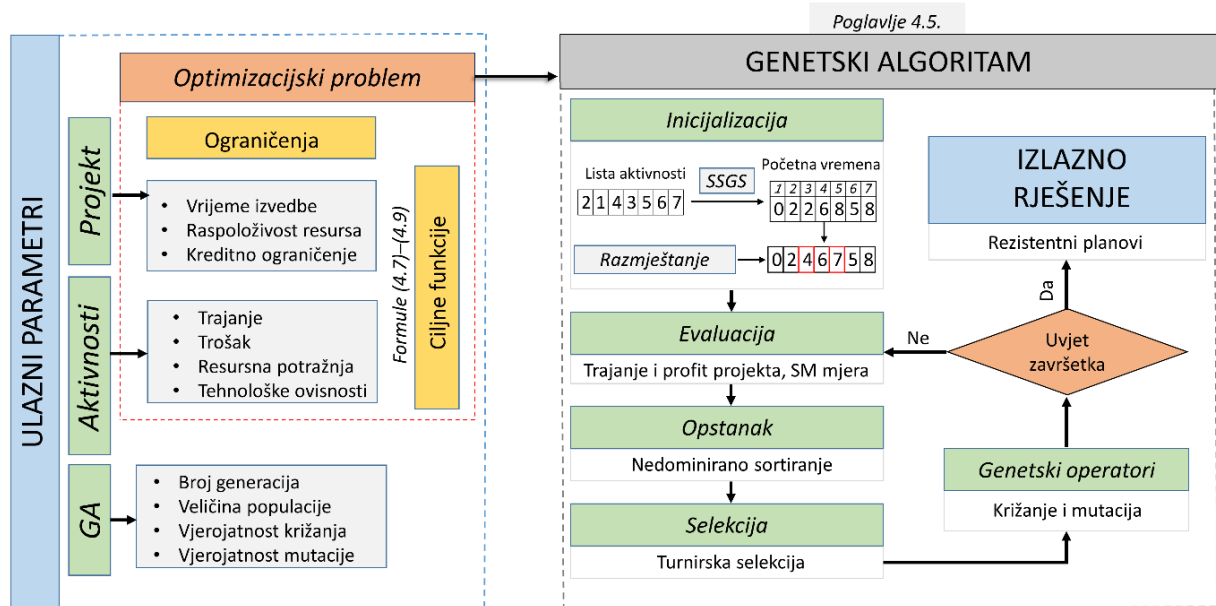 Poglavlje 4.5.
GENETSKI ALGORITAM
ULAZNI PARAMETRI
Optimizacijski problem
Ograničenja
Projekt
• Vrijeme izvedbe
• Raspoloživost resursa
• Kreditno ograničenje
Aktivnosti
• Trajanje
• Trošak
• Resursna potražnja
• Tehnološke ovisnosti
Formule (4.7)–(4.9)
Ciljne funkcije
GA
• Broj generacija
• Veličina populacije
• Vjerojatnost križanja
• Vjerojatnost mutacije
Inicijalizacija
Lista aktivnosti
2 1 4 3 5 6 7
SSGS
Početna vremena
1 2 3 4 5 6 7
0 2 2 6 8 5 8
Razmještanje
0 2 4 6 7 5 8
Evaluacija
Trajanje i profit projekta, SM mjera
Opstanak
Nedominirano sortiranje
Selekcija
Turnirska selekcija
IZLAZNO
RJEŠENJE
Rezistentni planovi
Da
Ne
Uvjet
završetka
Genetski operatori
Križanje i mutacija